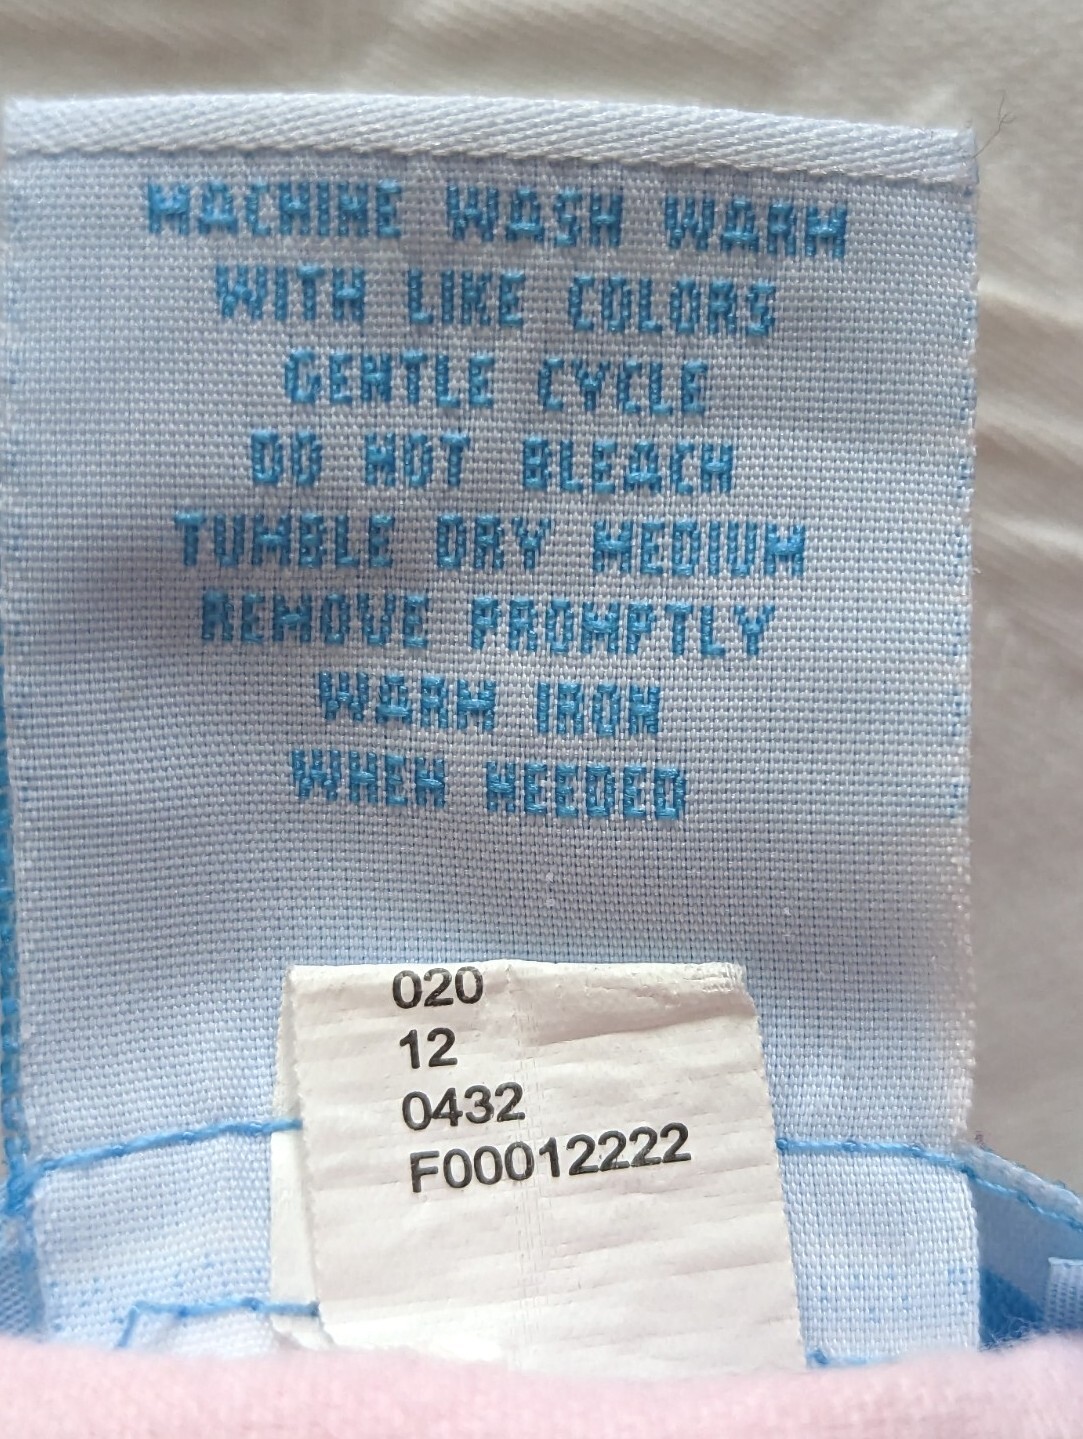 MACHINE WASH WARM
WITH LIKE COLORS
GENTLE CYCLE
DO NOT BLEACH
TUMBLE DRY MEDIUM
REMOVE PROMPTLY
WARM IRON
WHEN NEEDED
020
12
0432
F00012222